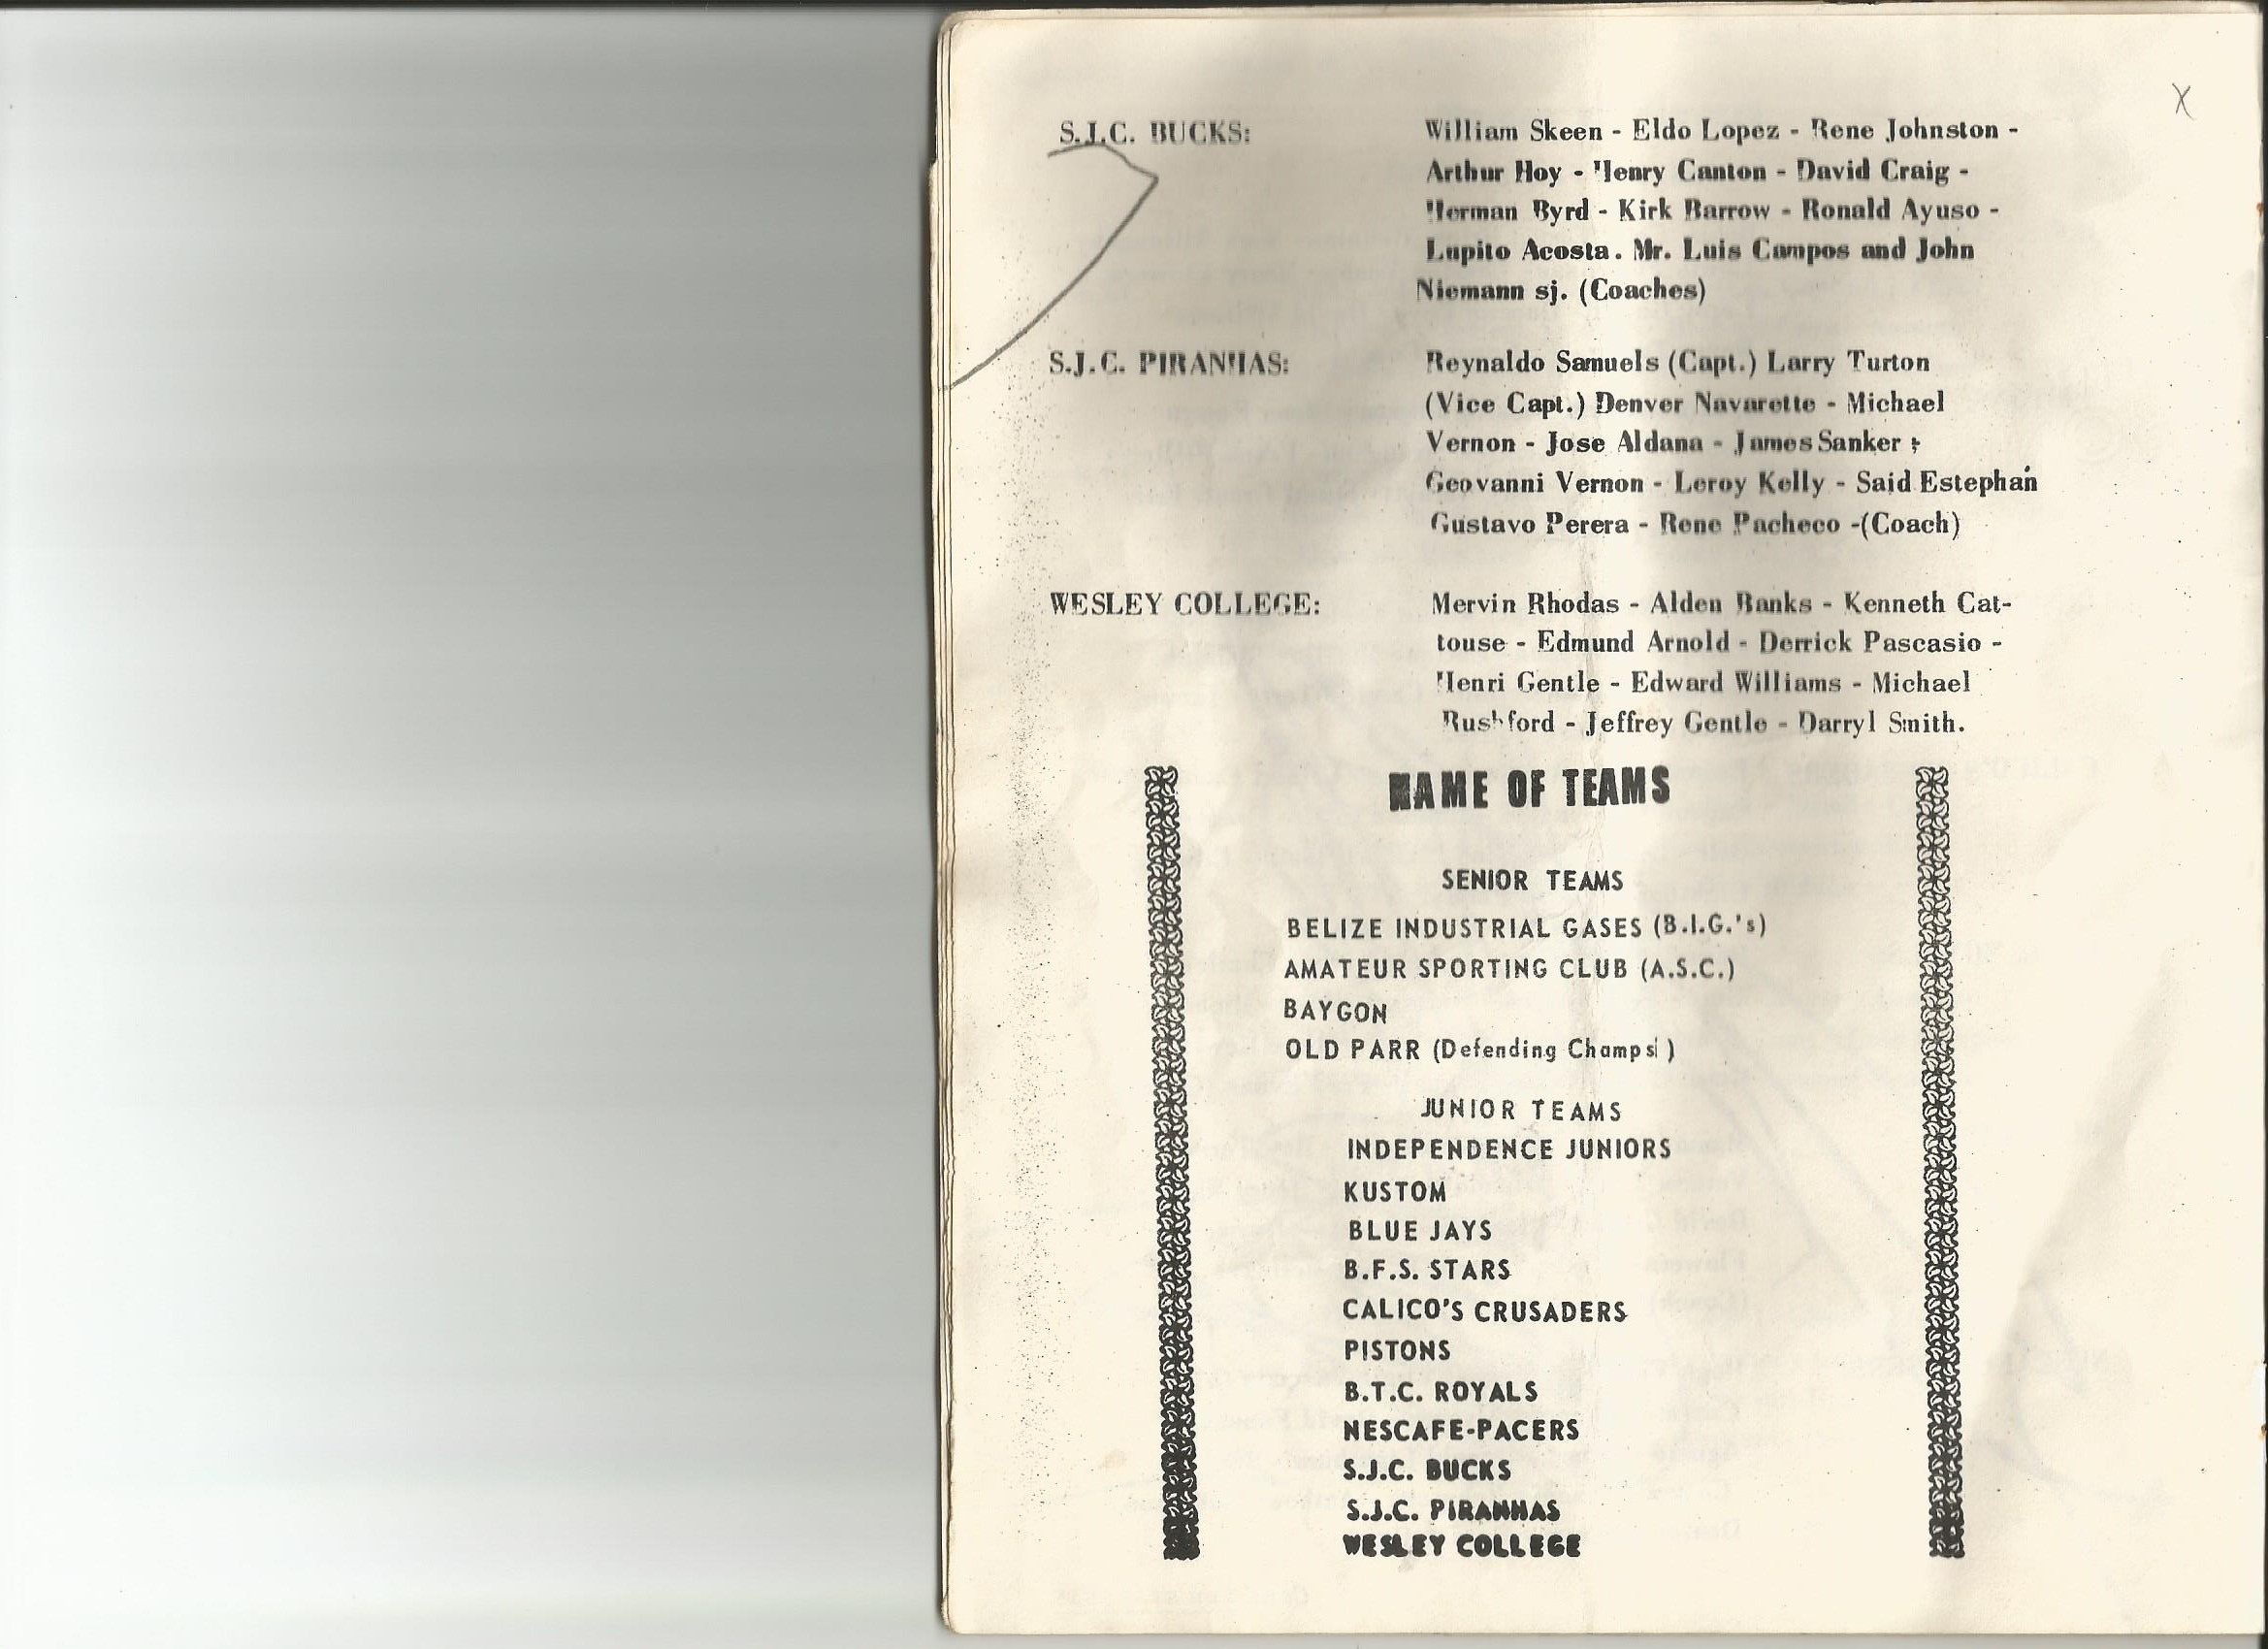 X
S.J.C. BUCKS: William Skeen - Eldo Lopez - Rene Johnston -
Arthur Hoy - Henry Canton - David Craig -
Herman Byrd - Kirk Barrow - Ronald Ayuso -
Lupito Acosta. Mr. Luis Campos and John
Niemann sj. (Coaches)
S.J.C. PIRANHAS: Reynaldo Samuels (Capt.) Larry Turton
(Vice Capt.) Denver Navarette - Michael
Vernon - Jose Aldana - James Sanker -
Geovanni Vernon - Leroy Kelly - Said Estephan
Gustavo Perera - Rene Pacheco -(Coach)
WESLEY COLLEGE: Mervin Rhodas - Alden Banks - Kenneth Cat-
touse - Edmund Arnold - Derrick Pascasio -
Henri Gentle - Edward Williams - Michael
Rushford - Jeffrey Gentle - Darryl Smith.
NAME OF TEAMS
SENIOR TEAMS
BELIZE INDUSTRIAL GASES (B.I.G.'s)
AMATEUR SPORTING CLUB (A.S.C.)
BAYGON
OLD PARR (Defending Champs)
JUNIOR TEAMS
INDEPENDENCE JUNIORS
KUSTOM
BLUE JAYS
B.F.S. STARS
CALICO'S CRUSADERS
PISTONS
B.T.C. ROYALS
NESCAFE-PACERS
S.J.C. BUCKS
S.J.C. PIRANHAS
WESLEY COLLEGE